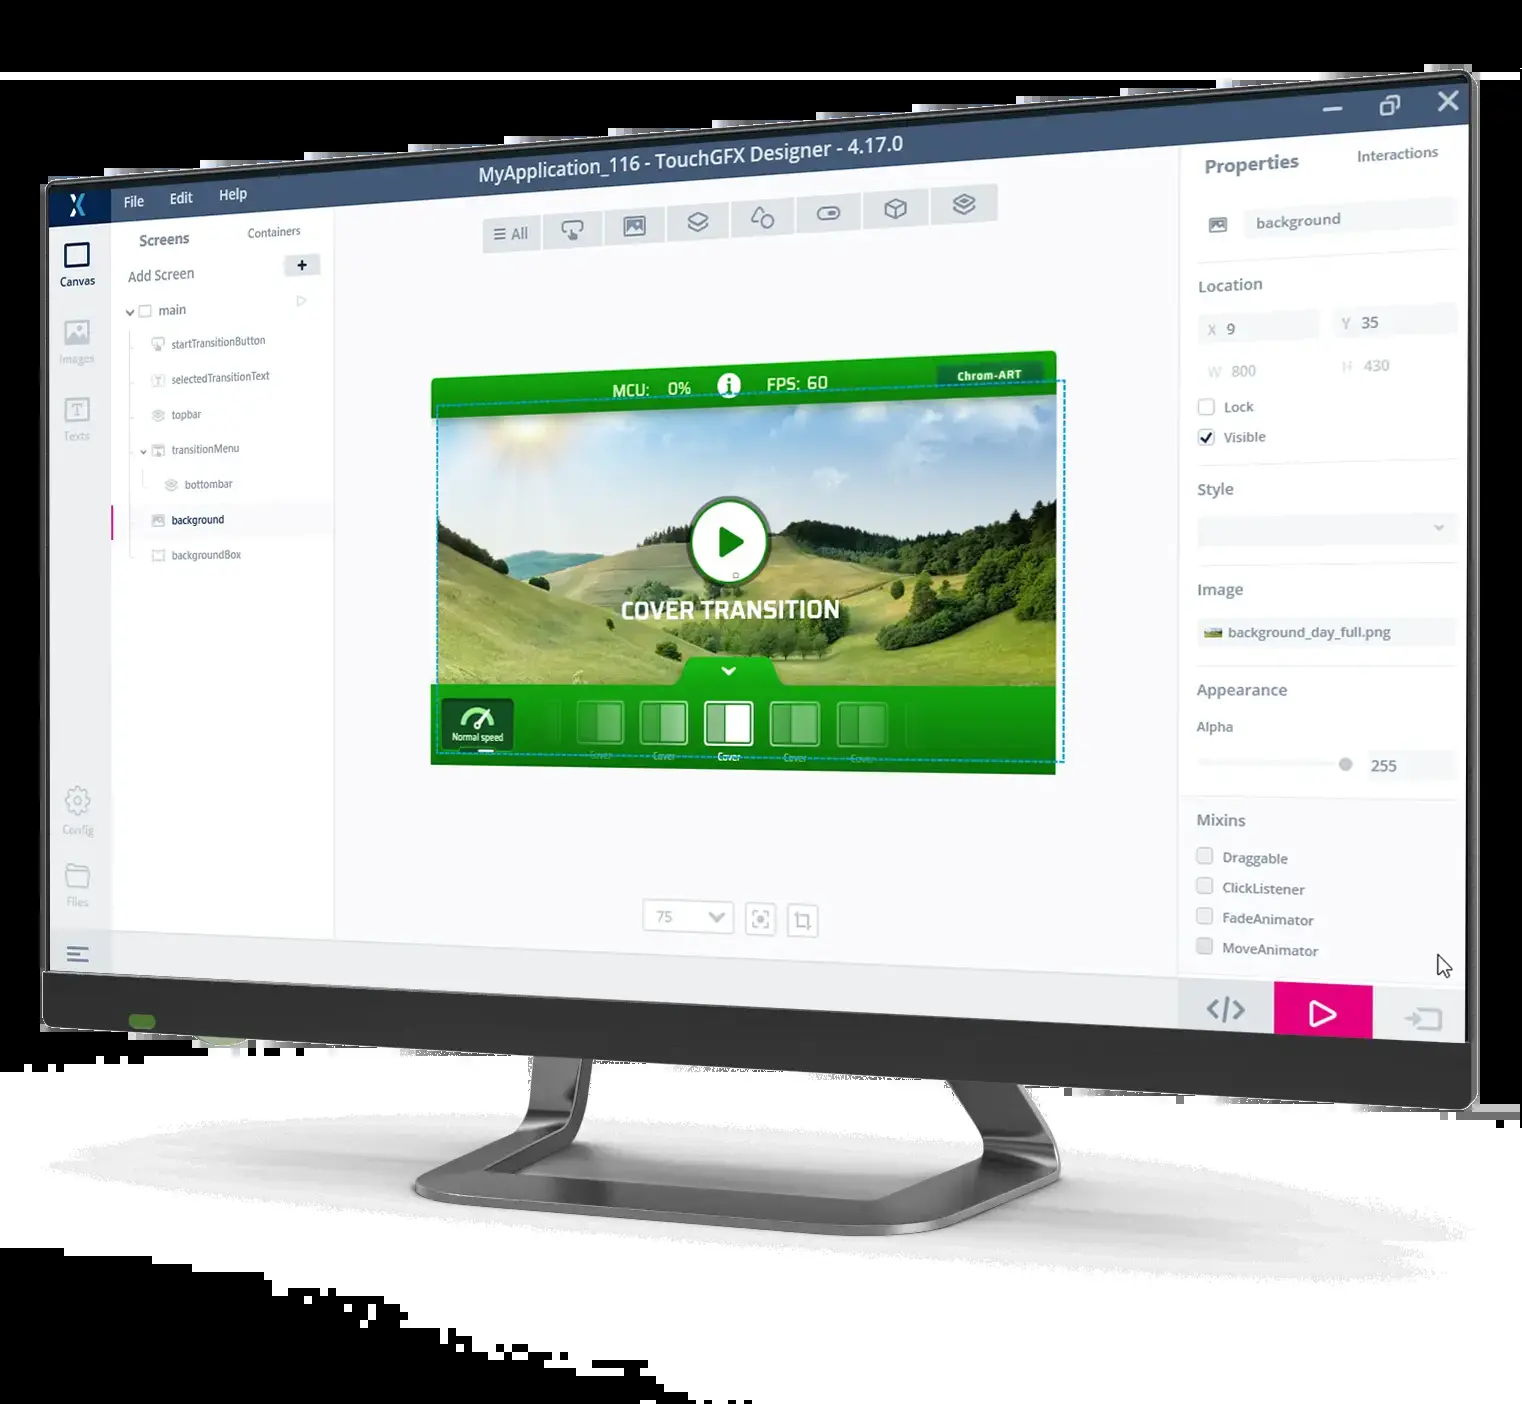 MyApplication_116 - TouchGFX Designer - 4.17.0
File Edit Help
Canvas
Images
Texts
Config
Files
Screens Containers
Add Screen +
main
startTransitionButton
selectedTransitionText
topbar
transitionMenu
bottombar
background
backgroundBox
All
MCU: 0% i FPS: 60 Chrom-ART
COVER TRANSITION
Normal speed
Cover Cover Cover Cover Cover
75
Properties Interactions
background
Location
X 9 Y 35
W 800 H 430
Lock
Visible
Style
Image
background_day_full.png
Appearance
Alpha
255
Mixins
Draggable
ClickListener
FadeAnimator
MoveAnimator